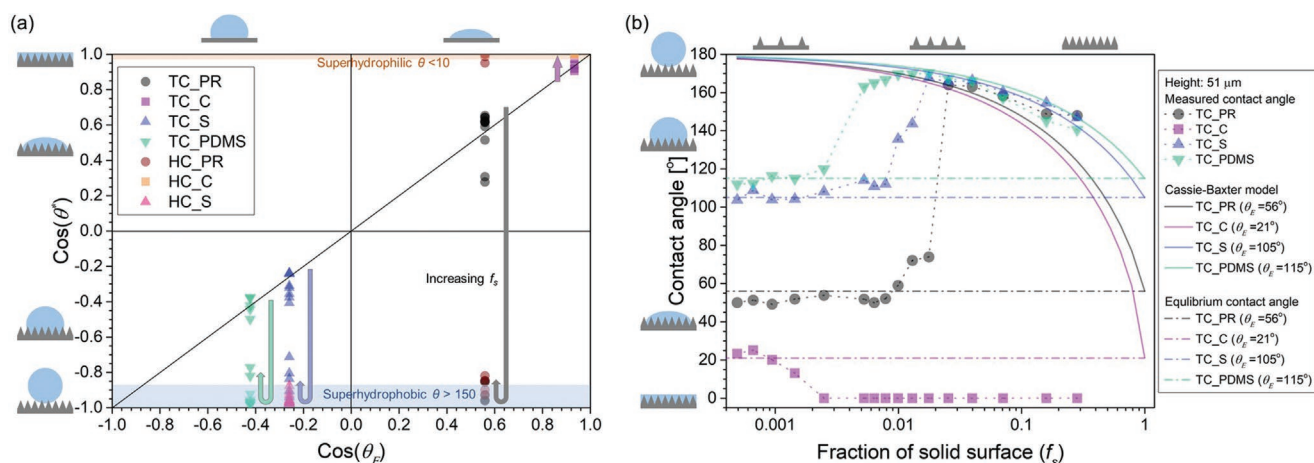 (a)
1.0
0.8
0.6
0.4
0.2
0.0
-0.2
-0.4
-0.6
-0.8
-1.0
Cos(θ*)
Superhydrophilic θ <10
TC_PR
TC_C
TC_S
TC_PDMS
HC_PR
HC_C
HC_S
Increasing fs
Superhydrophobic θ > 150
-1.0 -0.8 -0.6 -0.4 -0.2 0.0 0.2 0.4 0.6 0.8 1.0
Cos(θE)
(b)
180
160
140
120
100
80
60
40
20
0
Contact angle [°]
0.001 0.01 0.1 1
Fraction of solid surface (fs)
Height: 51 μm
Measured contact angle
TC_PR
TC_C
TC_S
TC_PDMS
Cassie-Baxter model
TC_PR (θE =56°)
TC_C (θE =21°)
TC_S (θE =105°)
TC_PDMS (θE =115°)
Equlibrium contact angle
TC_PR (θE =56°)
TC_C (θE =21°)
TC_S (θE =105°)
TC_PDMS (θE =115°)